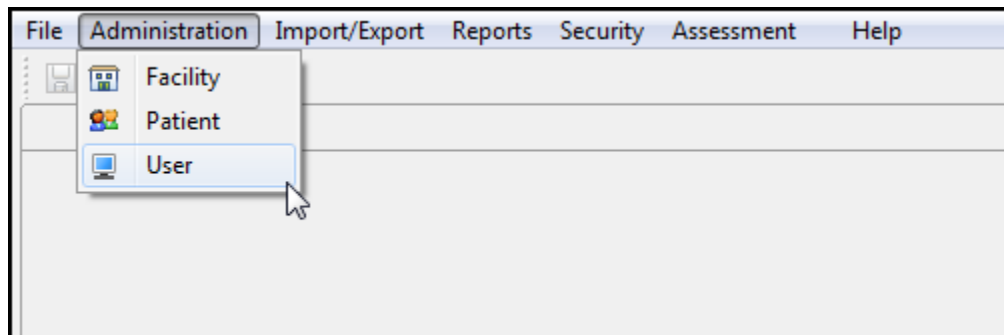 File Administration Import/Export Reports Security Assessment Help
Facility
Patient
User